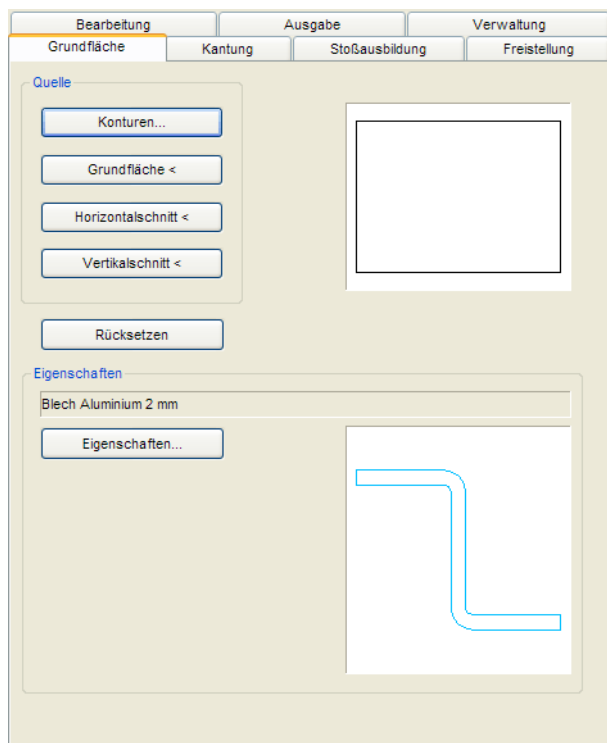 Bearbeitung Ausgabe Verwaltung
Grundfläche Kantung Stoßausbildung Freistellung
Quelle
Konturen...
Grundfläche <
Horizontalschnitt <
Vertikalschnitt <
Rücksetzen
Eigenschaften
Blech Aluminium 2 mm
Eigenschaften...